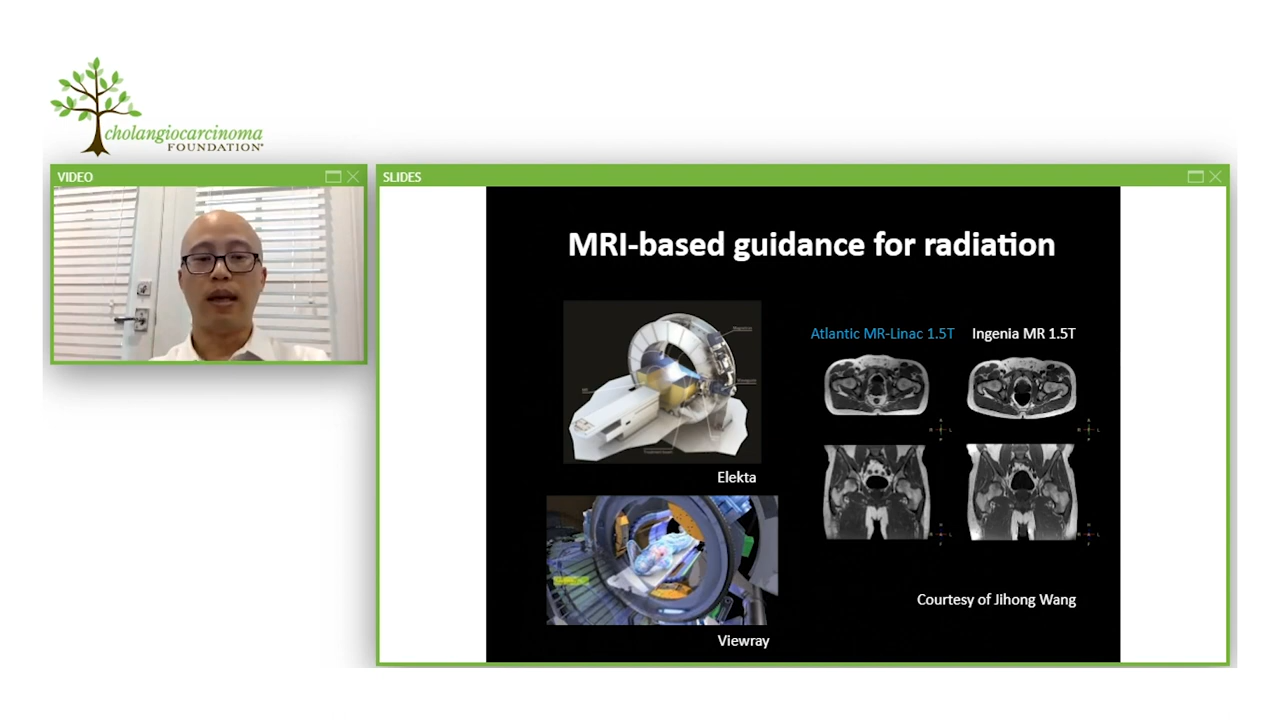 cholangiocarcinoma
FOUNDATION
VIDEO
SLIDES
MRI-based guidance for radiation
Atlantic MR-Linac 1.5T
Ingenia MR 1.5T
Elekta
Viewray
Courtesy of Jihong Wang